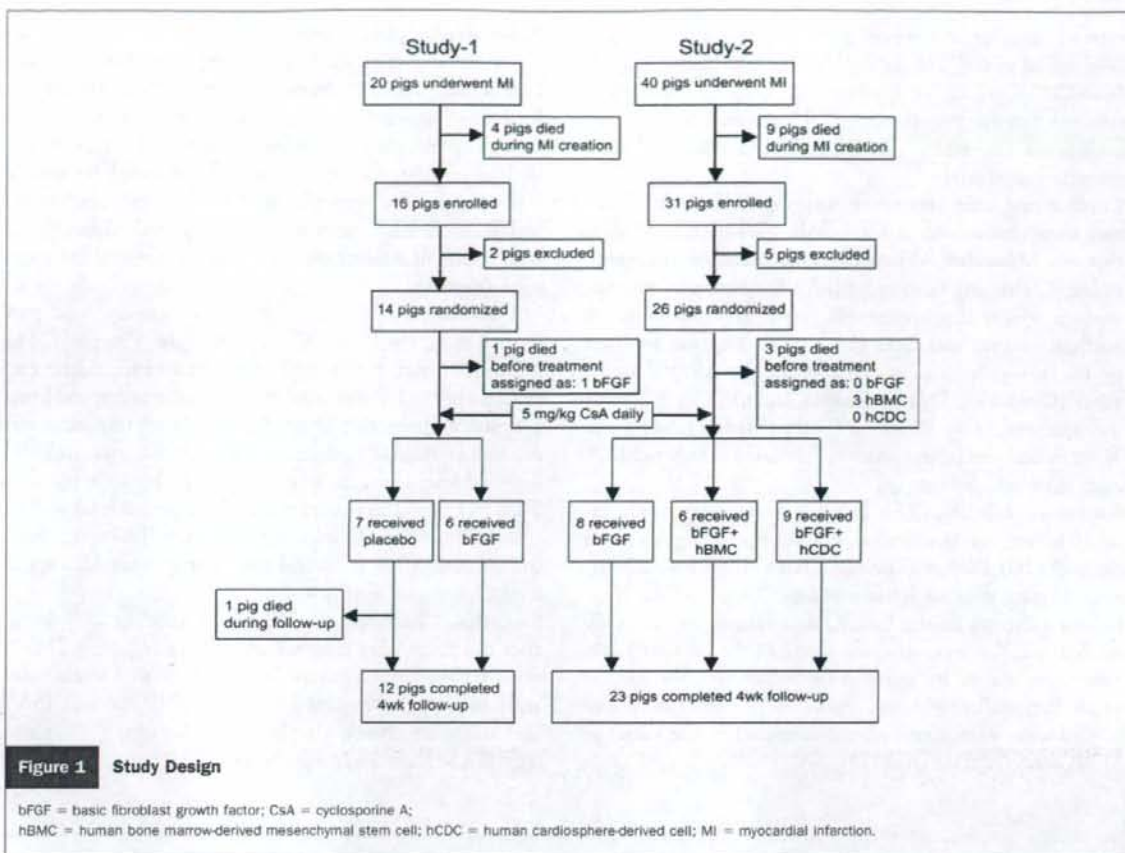 Study-1
Study-2
20 pigs underwent MI
40 pigs underwent MI
4 pigs died
during MI creation
9 pigs died
during MI creation
16 pigs enrolled
31 pigs enrolled
2 pigs excluded
5 pigs excluded
14 pigs randomized
26 pigs randomized
1 pig died
before treatment
assigned as: 1 bFGF
3 pigs died
before treatment
assigned as: 0 bFGF
3 hBMC
0 hCDC
5 mg/kg CsA daily
7 received
placebo
6 received
bFGF
8 received
bFGF
6 received
bFGF+
hBMC
9 received
bFGF+
hCDC
1 pig died
during follow-up
12 pigs completed
4wk follow-up
23 pigs completed 4wk follow-up
Figure 1 Study Design
bFGF = basic fibroblast growth factor; CsA = cyclosporine A;
hBMC = human bone marrow-derived mesenchymal stem cell; hCDC = human cardiosphere-derived cell; MI = myocardial infarction.